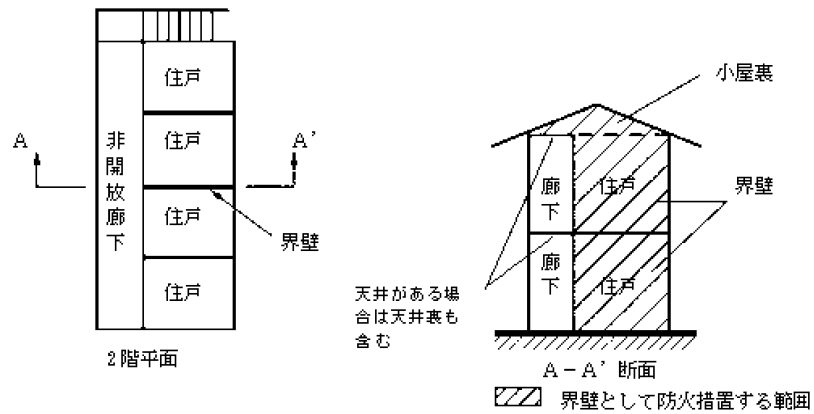 住戸
住戸
住戸
住戸
非開放廊下
A
A'
界壁
2階平面
小屋裏
廊下
住戸
界壁
廊下
住戸
天井がある場
合は天井裏も
含む
A－A' 断面
界壁として防火措置する範囲